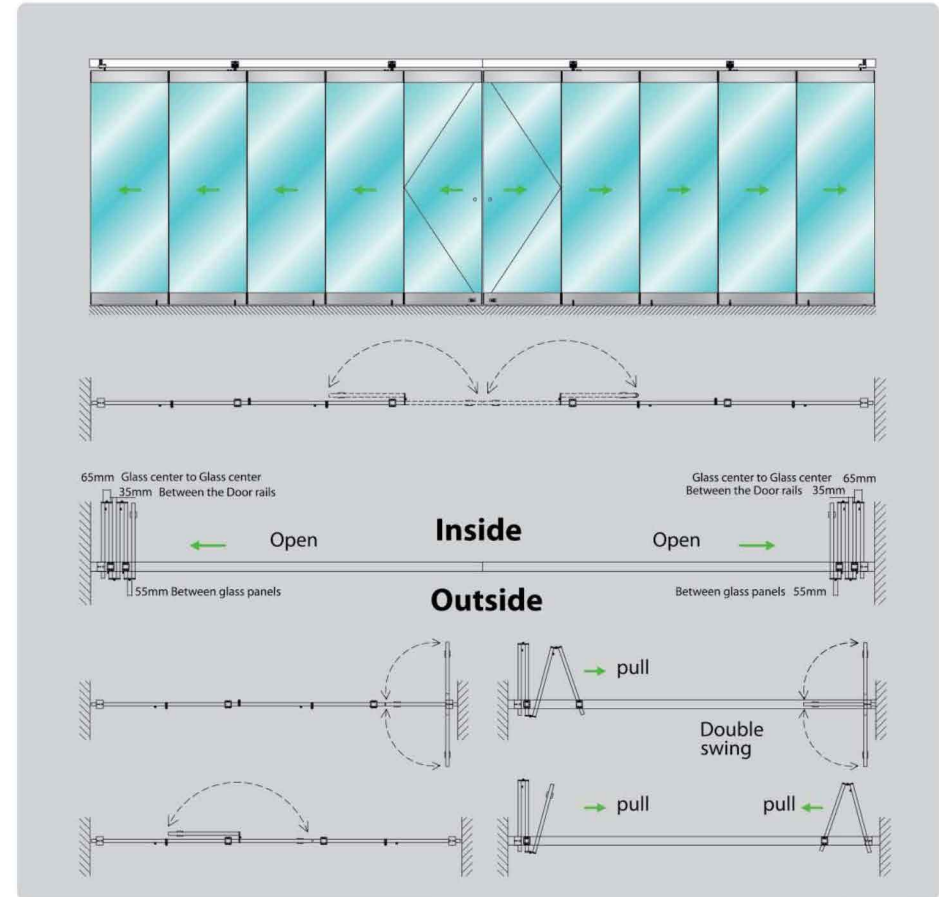 65mm Glass center to Glass center
35mm Between the Door rails
Glass center to Glass center 65mm
Between the Door rails 35mm
Open
Inside
Open
55mm Between glass panels
Outside
Between glass panels 55mm
pull
Double
swing
pull
pull